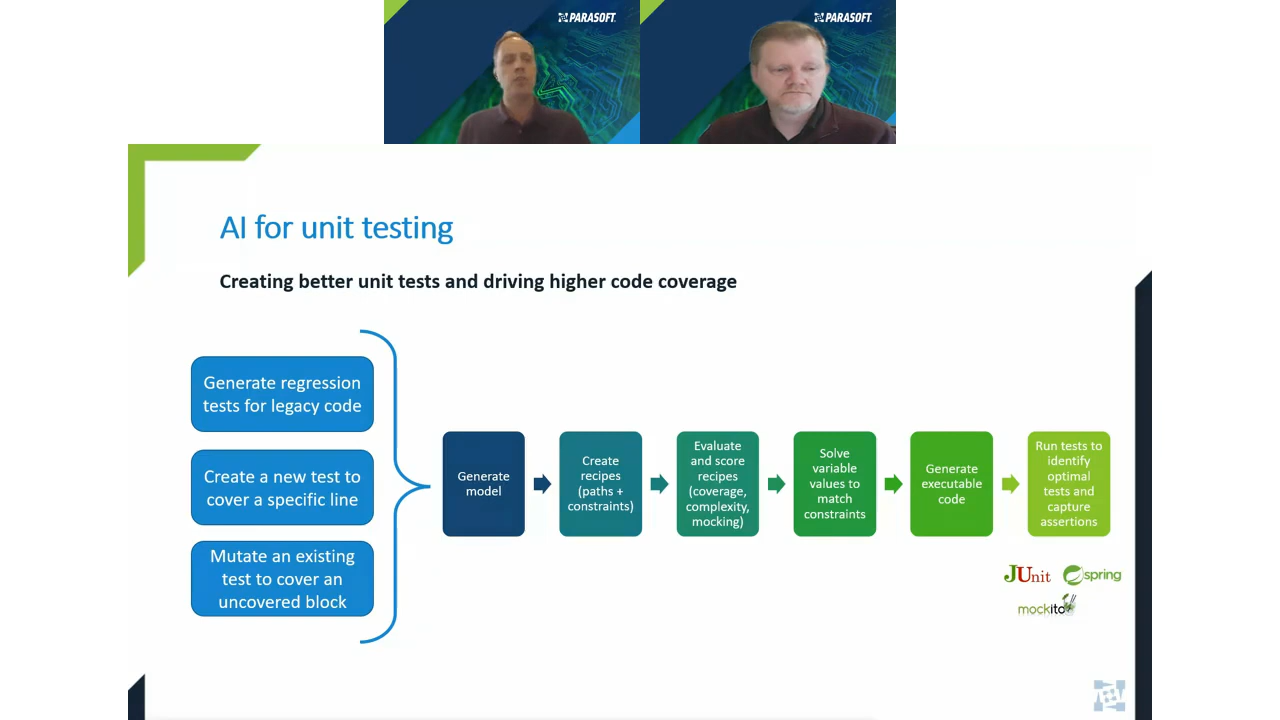 PARASOFT
PARASOFT
AI for unit testing
Creating better unit tests and driving higher code coverage
Generate regression
tests for legacy code
Create a new test to
cover a specific line
Mutate an existing
test to cover an
uncovered block
Generate
model
Create
recipes
(paths +
constraints)
Evaluate
and score
recipes
(coverage,
complexity,
mocking)
Solve
variable
values to
match
constraints
Generate
executable
code
Run tests to
identify
optimal
tests and
capture
assertions
JUnit
spring
mockito